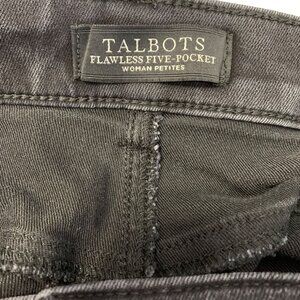 TALBOTS
FLAWLESS FIVE-POCKET
WOMAN PETITES